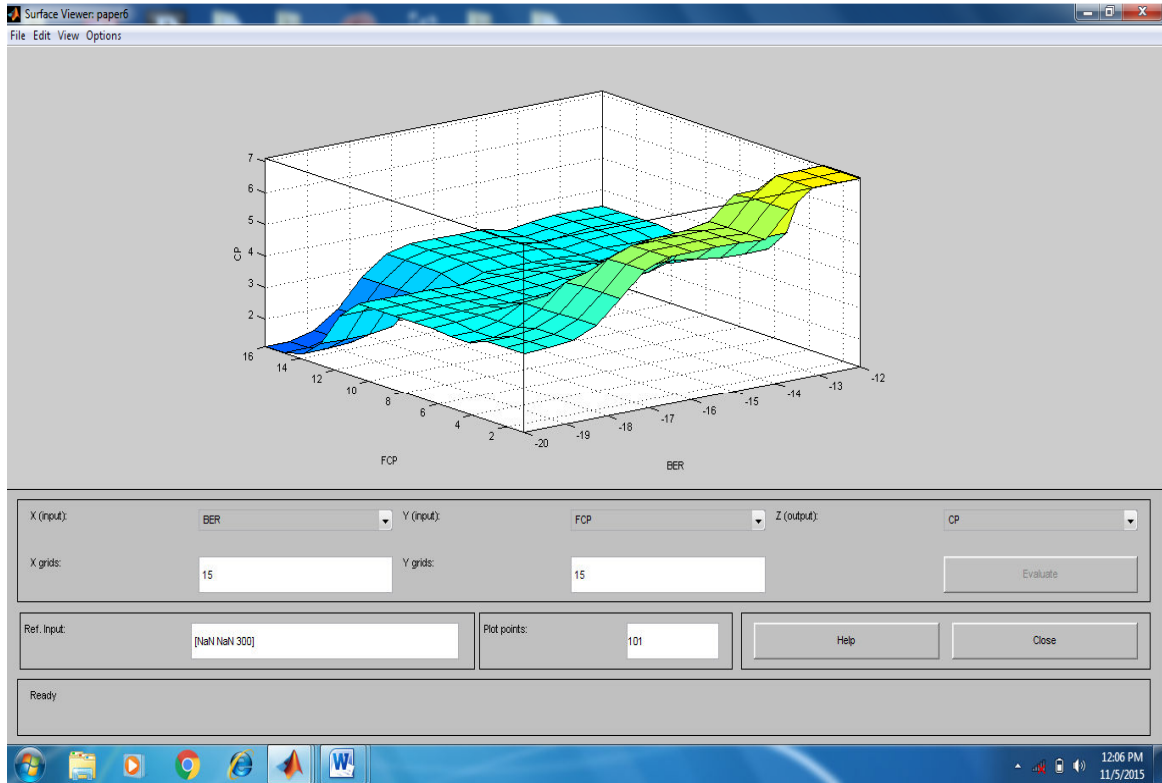 Surface Viewer: paper6
File Edit View Options
7
6
5
4
3
2
CP
16
14
12
10
8
6
4
2
FCP
-20
-19
-18
-17
-16
-15
-14
-13
-12
BER
X (input): BER Y (input): FCP Z (output): CP
X grids: 15 Y grids: 15 Evaluate
Ref. Input: [NaN NaN 300] Plot points: 101 Help Close
Ready
12:06 PM
11/5/2015